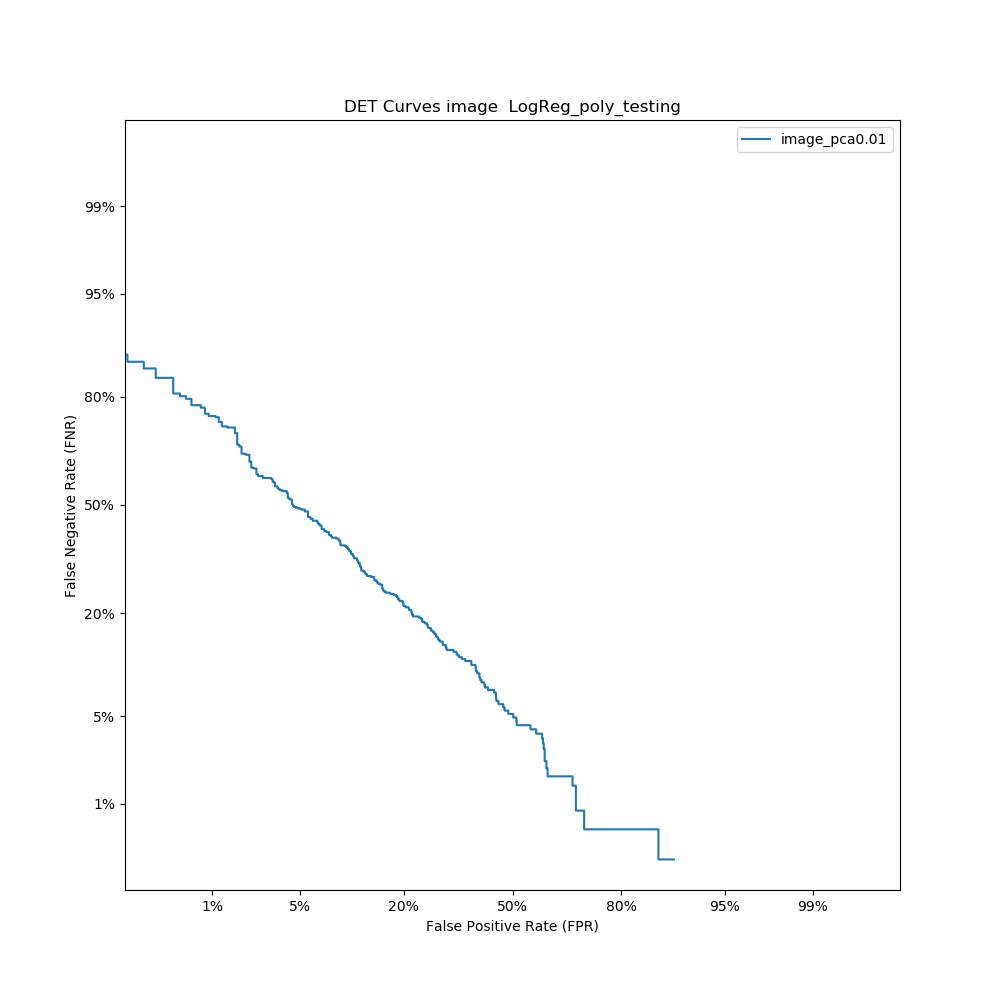 DET Curves image  LogReg_poly_testing
image_pca0.01
99%
95%
80%
50%
20%
5%
1%
False Negative Rate (FNR)
1% 5% 20% 50% 80% 95% 99%
False Positive Rate (FPR)